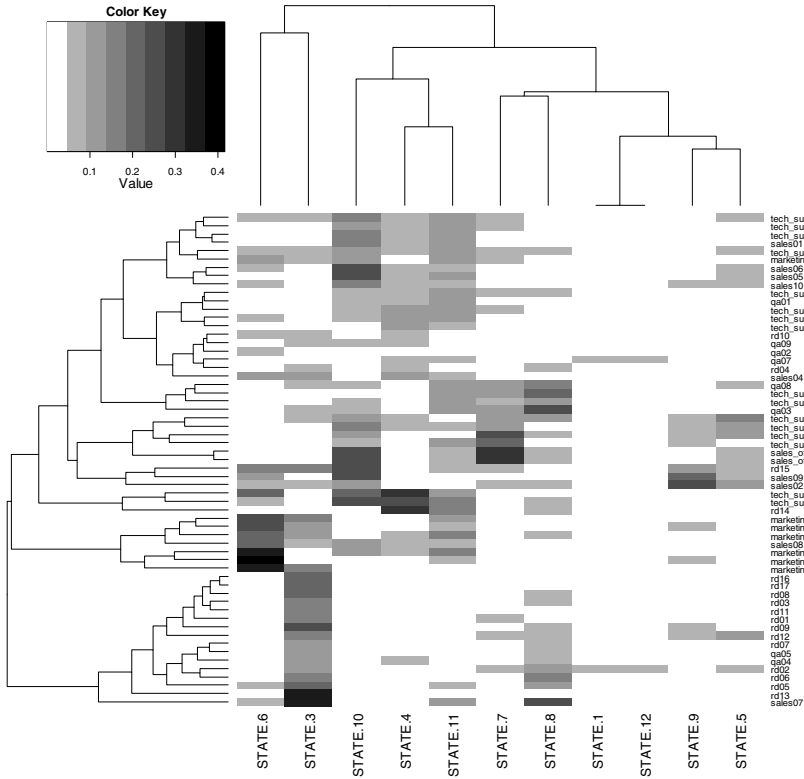 Color Key
0.1 0.2 0.3 0.4
Value
tech_su
tech_su
tech_su
sales01
tech_su
marketin
sales06
sales05
sales10
tech_su
qa01
tech_su
tech_su
tech_su
rd10
qa09
qa02
qa07
rd04
sales04
qa08
tech_su
tech_su
qa03
tech_su
tech_su
tech_su
tech_su
sales_of
sales_of
rd15
sales09
sales02
tech_su
tech_su
rd14
marketin
marketin
marketin
sales08
marketin
marketin
marketin
rd16
rd17
rd08
rd03
rd11
rd01
rd09
rd12
rd07
qa05
qa04
rd02
rd06
rd05
rd13
sales07
STATE.6
STATE.3
STATE.10
STATE.4
STATE.11
STATE.7
STATE.8
STATE.1
STATE.12
STATE.9
STATE.5